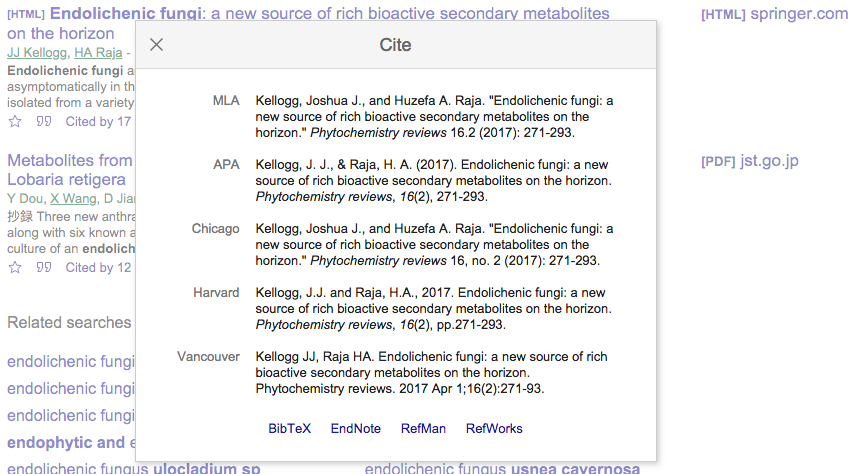 [HTML] Endolichenic fungi: a new source of rich bioactive secondary metabolites
on the horizon
[HTML] springer.com
JJ Kellogg, HA Raja -
Endolichenic fungi a
asymptomatically in th
isolated from a variety
Cited by 17
Metabolites from
Lobaria retigera
[PDF] jst.go.jp
Y Dou, X Wang, D Jian
抄録 Three new anthra
along with six known a
culture of an endolich
Cited by 12
Related searches
endolichenic fungi
endolichenic fungi
endolichenic fungi
endophytic and e
endolichenic fungus ulocladium sp
endolichenic fungus usnea cavernosa
Cite
MLA
Kellogg, Joshua J., and Huzefa A. Raja. "Endolichenic fungi: a
new source of rich bioactive secondary metabolites on the
horizon." Phytochemistry reviews 16.2 (2017): 271-293.
APA
Kellogg, J. J., & Raja, H. A. (2017). Endolichenic fungi: a new
source of rich bioactive secondary metabolites on the horizon.
Phytochemistry reviews, 16(2), 271-293.
Chicago
Kellogg, Joshua J., and Huzefa A. Raja. "Endolichenic fungi: a
new source of rich bioactive secondary metabolites on the
horizon." Phytochemistry reviews 16, no. 2 (2017): 271-293.
Harvard
Kellogg, J.J. and Raja, H.A., 2017. Endolichenic fungi: a new
source of rich bioactive secondary metabolites on the horizon.
Phytochemistry reviews, 16(2), pp.271-293.
Vancouver
Kellogg JJ, Raja HA. Endolichenic fungi: a new source of rich
bioactive secondary metabolites on the horizon.
Phytochemistry reviews. 2017 Apr 1;16(2):271-93.
BibTeX EndNote RefMan RefWorks